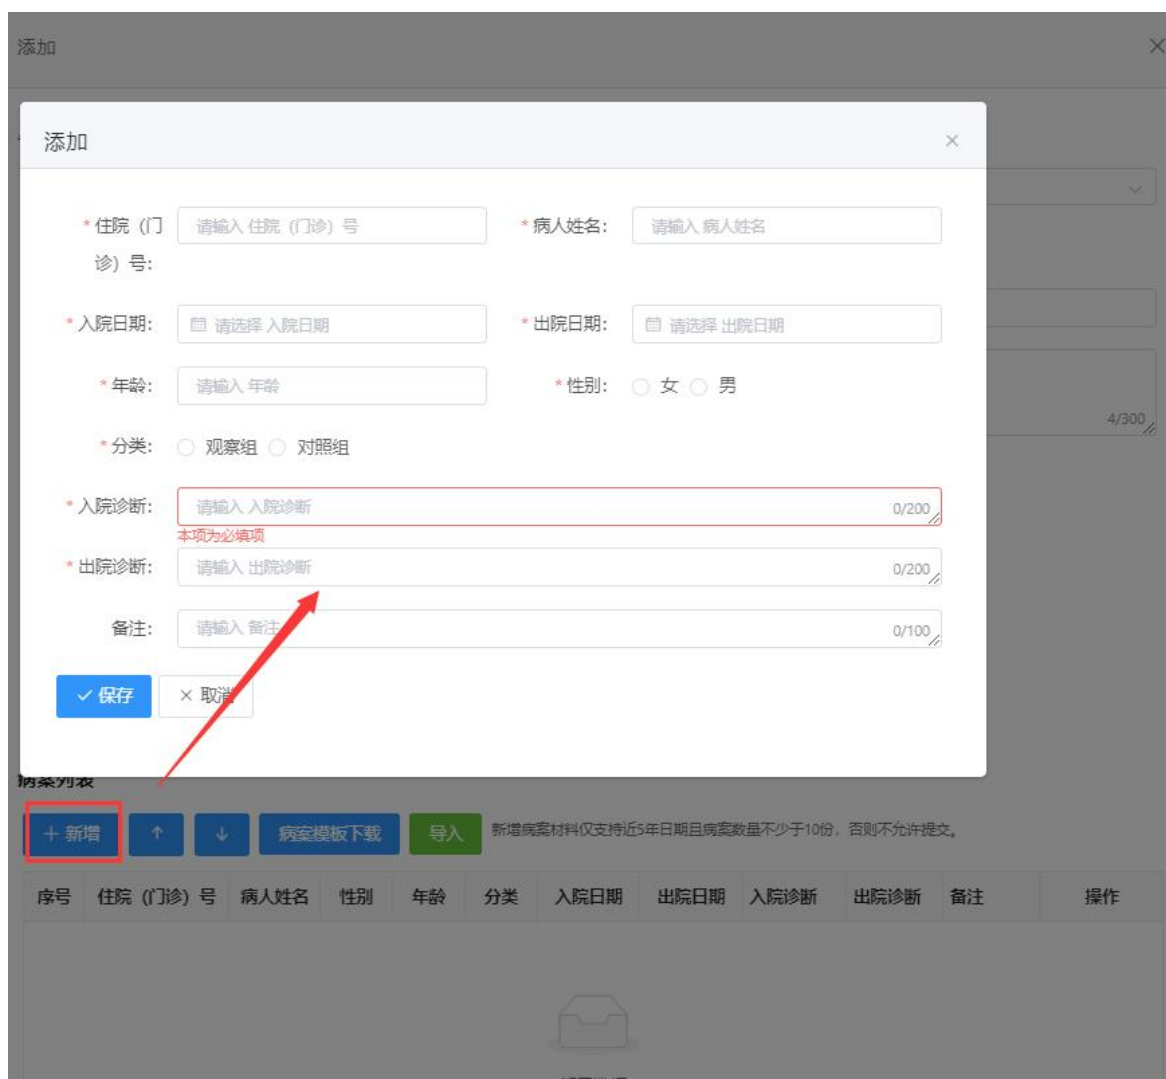 添加
添加
* 住院（门诊）号:
请输入 住院（门诊）号
* 病人姓名:
请输入 病人姓名
* 入院日期:
请选择 入院日期
* 出院日期:
请选择 出院日期
* 年龄:
请输入 年龄
* 性别:
女 男
* 分类:
观察组 对照组
4/300
* 入院诊断:
请输入 入院诊断
0/200
本项为必填项
* 出院诊断:
请输入 出院诊断
0/200
备注:
请输入 备注
0/100
保存
取消
病案列表
新增
病案模板下载
导入
新增病案材料仅支持近5年日期且病案数量不少于10份，否则不允许提交。
序号 住院（门诊）号 病人姓名 性别 年龄 分类 入院日期 出院日期 入院诊断 出院诊断 备注 操作